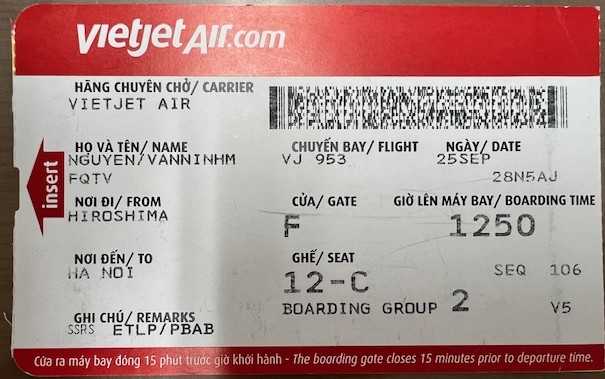 vietjetAir.com
HÃNG CHUYÊN CHỞ/ CARRIER
VIETJET AIR
HỌ VÀ TÊN/ NAME
NGUYEN/VANNINHM
FQTV
CHUYẾN BAY/ FLIGHT
VJ 953
NGÀY/ DATE
25SEP
28N5AJ
insert
NƠI ĐI/ FROM
HIROSHIMA
CỬA/ GATE
F
GIỜ LÊN MÁY BAY/ BOARDING TIME
1250
NƠI ĐẾN/ TO
HA NOI
GHẾ/ SEAT
12-C
SEQ 106
BOARDING GROUP 2
V5
GHI CHÚ/ REMARKS
SSRS ETLP/PBAB
Cửa ra máy bay đóng 15 phút trước giờ khởi hành - The boarding gate closes 15 minutes prior to departure time.